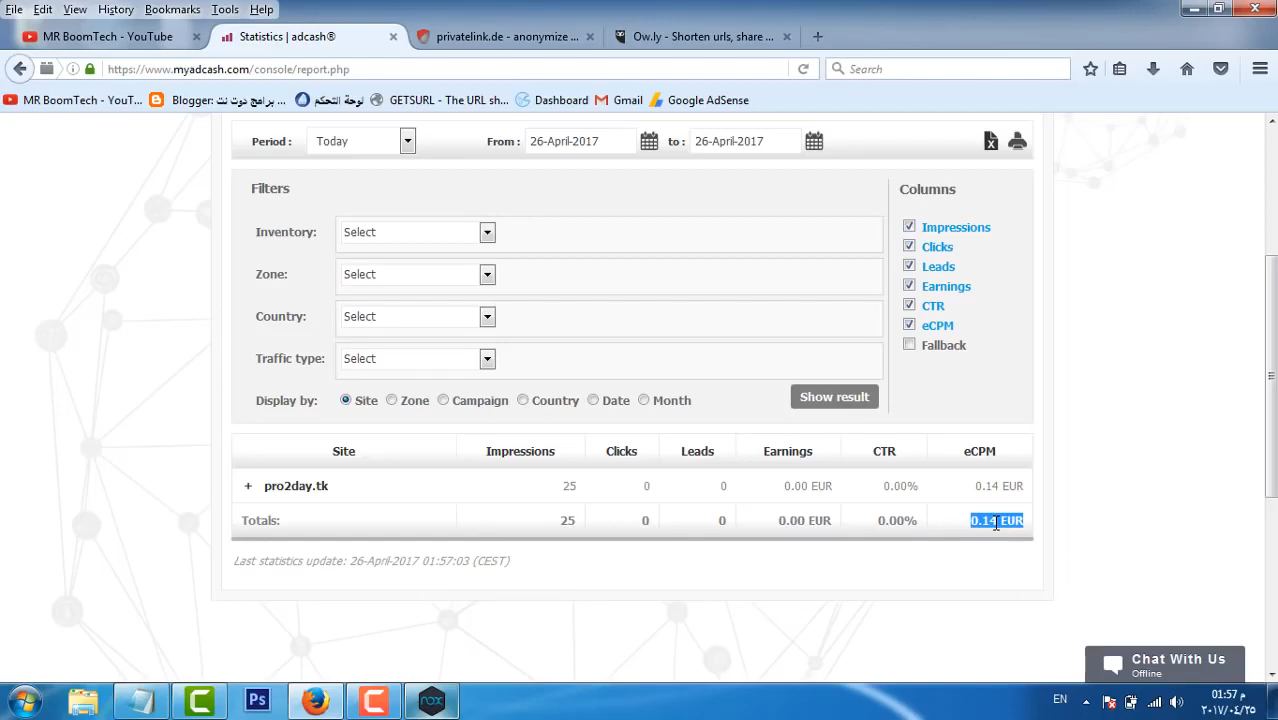 File Edit View History Bookmarks Tools Help
MR BoomTech - YouTube
Statistics | adcash®
privatelink.de - anonymize ...
Ow.ly - Shorten urls, share ...
https://www.myadcash.com/console/report.php
Search
MR BoomTech - YouT...
Blogger: برامج دوت نت ...
لوحة التحكم
GETSURL - The URL sh...
Dashboard
Gmail
Google AdSense
Period : Today From : 26-April-2017 to : 26-April-2017
Filters
Inventory: Select
Zone: Select
Country: Select
Traffic type: Select
Display by: Site Zone Campaign Country Date Month Show result
Columns
Impressions
Clicks
Leads
Earnings
CTR
eCPM
Fallback
Site Impressions Clicks Leads Earnings CTR eCPM
+ pro2day.tk 25 0 0 0.00 EUR 0.00% 0.14 EUR
Totals: 25 0 0 0.00 EUR 0.00% 0.14 EUR
Last statistics update: 26-April-2017 01:57:03 (CEST)
Chat With Us
Offline
Ps
nox
EN
01:57 م
٢٠١٧/٠٤/٢٥